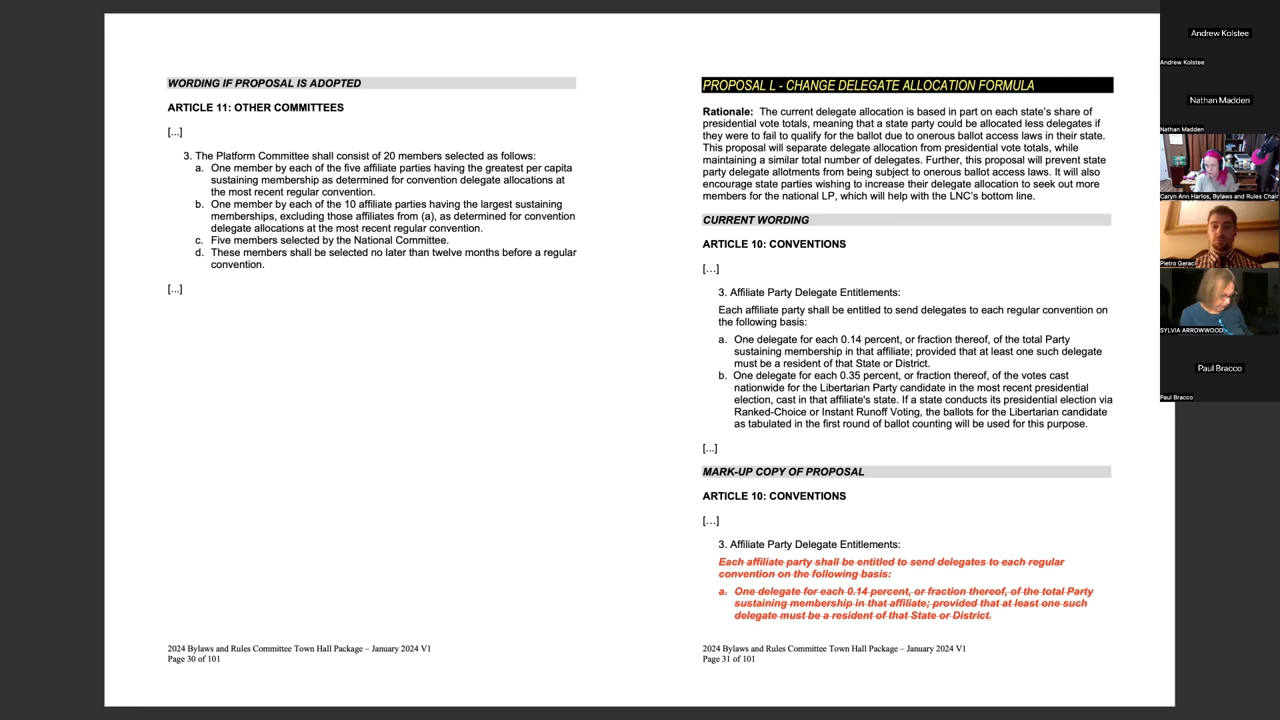 WORDING IF PROPOSAL IS ADOPTED
ARTICLE 11: OTHER COMMITTEES
[...]
3. The Platform Committee shall consist of 20 members selected as follows:
a. One member by each of the five affiliate parties having the greatest per capita
sustaining membership as determined for convention delegate allocations at
the most recent regular convention.
b. One member by each of the 10 affiliate parties having the largest sustaining
memberships, excluding those affiliates from (a), as determined for convention
delegate allocations at the most recent regular convention.
c. Five members selected by the National Committee.
d. These members shall be selected no later than twelve months before a regular
convention.
[...]
2024 Bylaws and Rules Committee Town Hall Package – January 2024 V1
Page 30 of 101
PROPOSAL L - CHANGE DELEGATE ALLOCATION FORMULA
Rationale: The current delegate allocation is based in part on each state's share of
presidential vote totals, meaning that a state party could be allocated less delegates if
they were to fail to qualify for the ballot due to onerous ballot access laws in their state.
This proposal will separate delegate allocation from presidential vote totals, while
maintaining a similar total number of delegates. Further, this proposal will prevent state
party delegate allotments from being subject to onerous ballot access laws. It will also
encourage state parties wishing to increase their delegate allocation to seek out more
members for the national LP, which will help with the LNC's bottom line.
CURRENT WORDING
ARTICLE 10: CONVENTIONS
[…]
3. Affiliate Party Delegate Entitlements:
Each affiliate party shall be entitled to send delegates to each regular convention on
the following basis:
a. One delegate for each 0.14 percent, or fraction thereof, of the total Party
sustaining membership in that affiliate; provided that at least one such delegate
must be a resident of that State or District.
b. One delegate for each 0.35 percent, or fraction thereof, of the votes cast
nationwide for the Libertarian Party candidate in the most recent presidential
election, cast in that affiliate's state. If a state conducts its presidential election via
Ranked-Choice or Instant Runoff Voting, the ballots for the Libertarian candidate
as tabulated in the first round of ballot counting will be used for this purpose.
[...]
MARK-UP COPY OF PROPOSAL
ARTICLE 10: CONVENTIONS
[…]
3. Affiliate Party Delegate Entitlements:
Each affiliate party shall be entitled to send delegates to each regular
convention on the following basis:
a. One delegate for each 0.14 percent, or fraction thereof, of the total Party
sustaining membership in that affiliate; provided that at least one such
delegate must be a resident of that State or District.
2024 Bylaws and Rules Committee Town Hall Package – January 2024 V1
Page 31 of 101
Andrew Kolstee
Andrew Kolstee
Nathan Madden
Nathan Madden
Caryn Ann Harlos, Bylaws and Rules Chair
Pietro Geraci
SYLVIA ARROWWOOD
Paul Bracco
Paul Bracco